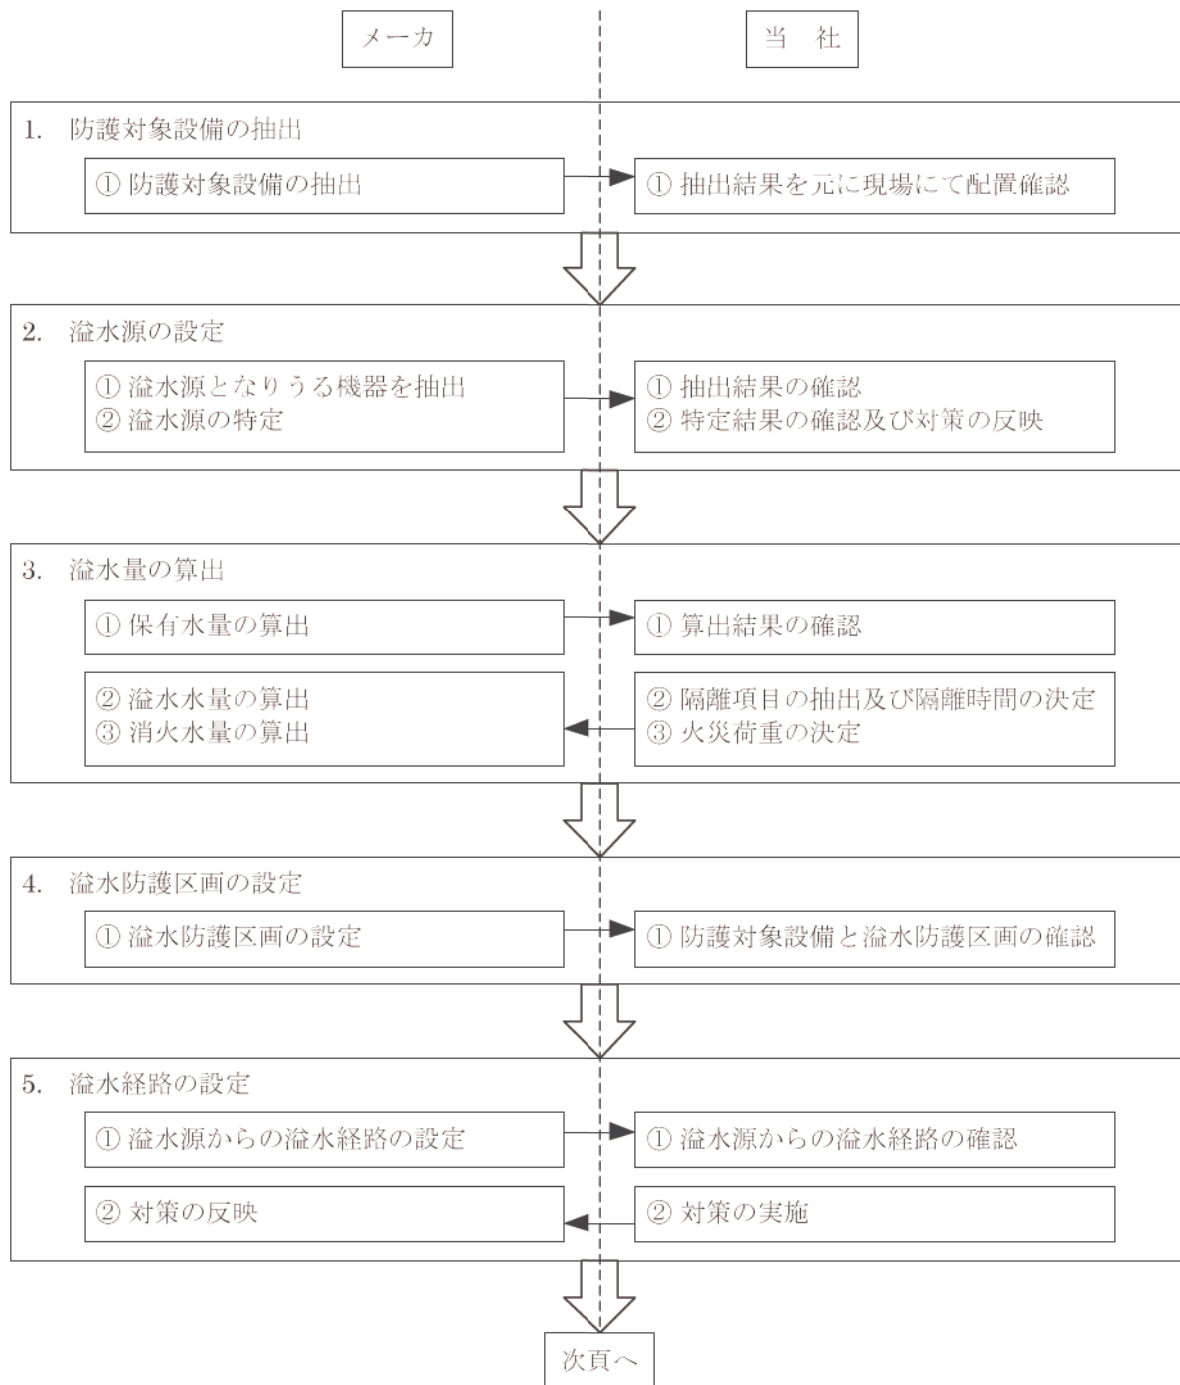 メーカ
当　社
1.　防護対象設備の抽出
① 防護対象設備の抽出
① 抽出結果を元に現場にて配置確認
2.　溢水源の設定
① 溢水源となりうる機器を抽出
② 溢水源の特定
① 抽出結果の確認
② 特定結果の確認及び対策の反映
3.　溢水量の算出
① 保有水量の算出
① 算出結果の確認
② 溢水水量の算出
③ 消火水量の算出
② 隔離項目の抽出及び隔離時間の決定
③ 火災荷重の決定
4.　溢水防護区画の設定
① 溢水防護区画の設定
① 防護対象設備と溢水防護区画の確認
5.　溢水経路の設定
① 溢水源からの溢水経路の設定
① 溢水源からの溢水経路の確認
② 対策の反映
② 対策の実施
次頁へ